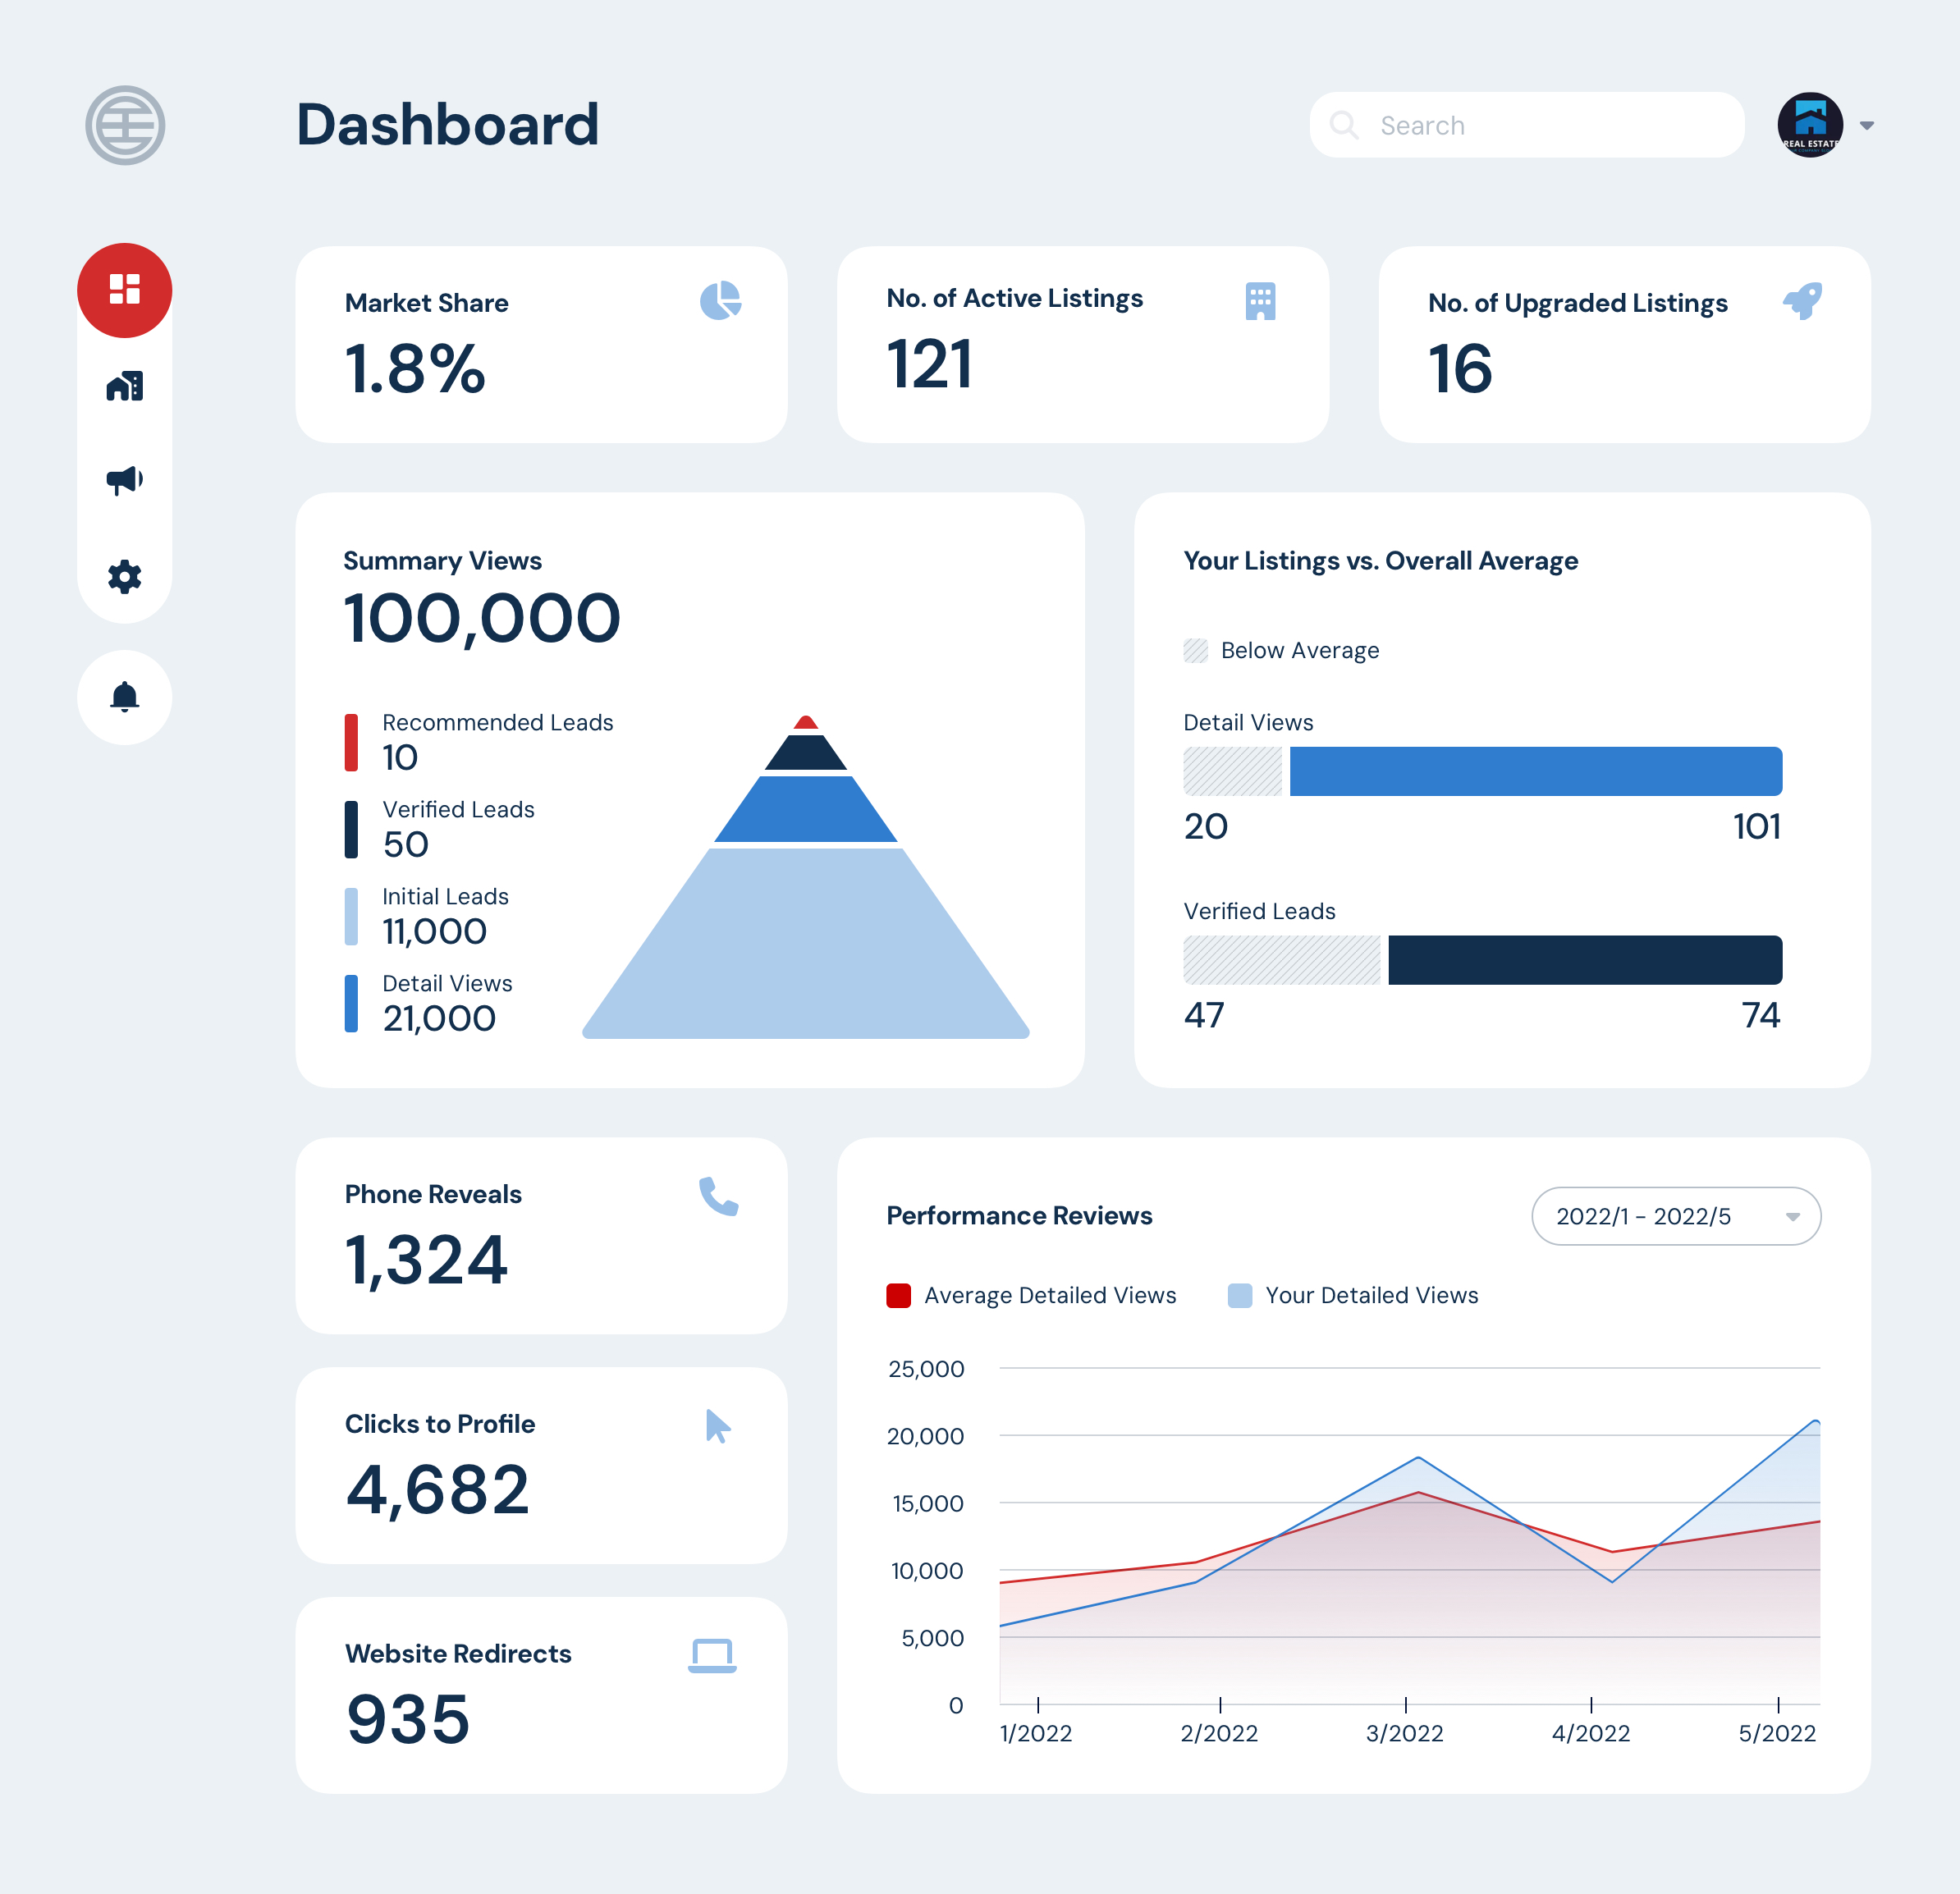 Dashboard
Search
REAL ESTATE
Market Share
1.8%
No. of Active Listings
121
No. of Upgraded Listings
16
Summary Views
100,000
Recommended Leads
10
Verified Leads
50
Initial Leads
11,000
Detail Views
21,000
Your Listings vs. Overall Average
Below Average
Detail Views
20 101
Verified Leads
47 74
Phone Reveals
1,324
Clicks to Profile
4,682
Website Redirects
935
Performance Reviews
2022/1 - 2022/5
Average Detailed Views Your Detailed Views
25,000
20,000
15,000
10,000
5,000
0
1/2022 2/2022 3/2022 4/2022 5/2022